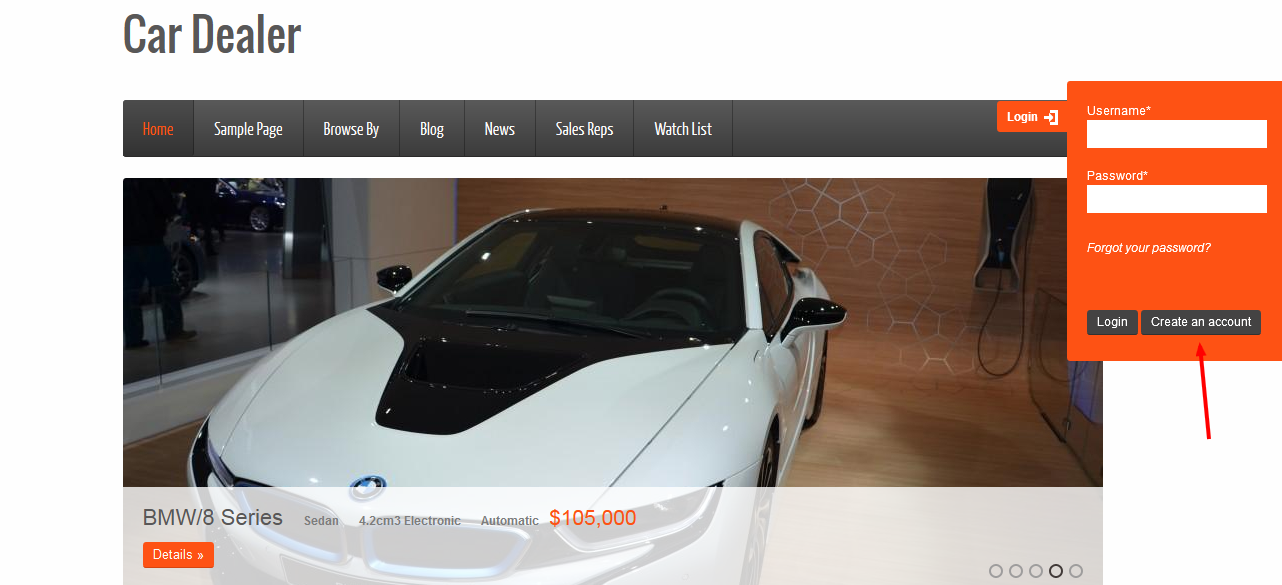 Car Dealer
Home Sample Page Browse By Blog News Sales Reps Watch List Login
Username*
Password*
Forgot your password?
Login Create an account
BMW/8 Series Sedan 4.2cm3 Electronic Automatic $105,000
Details »